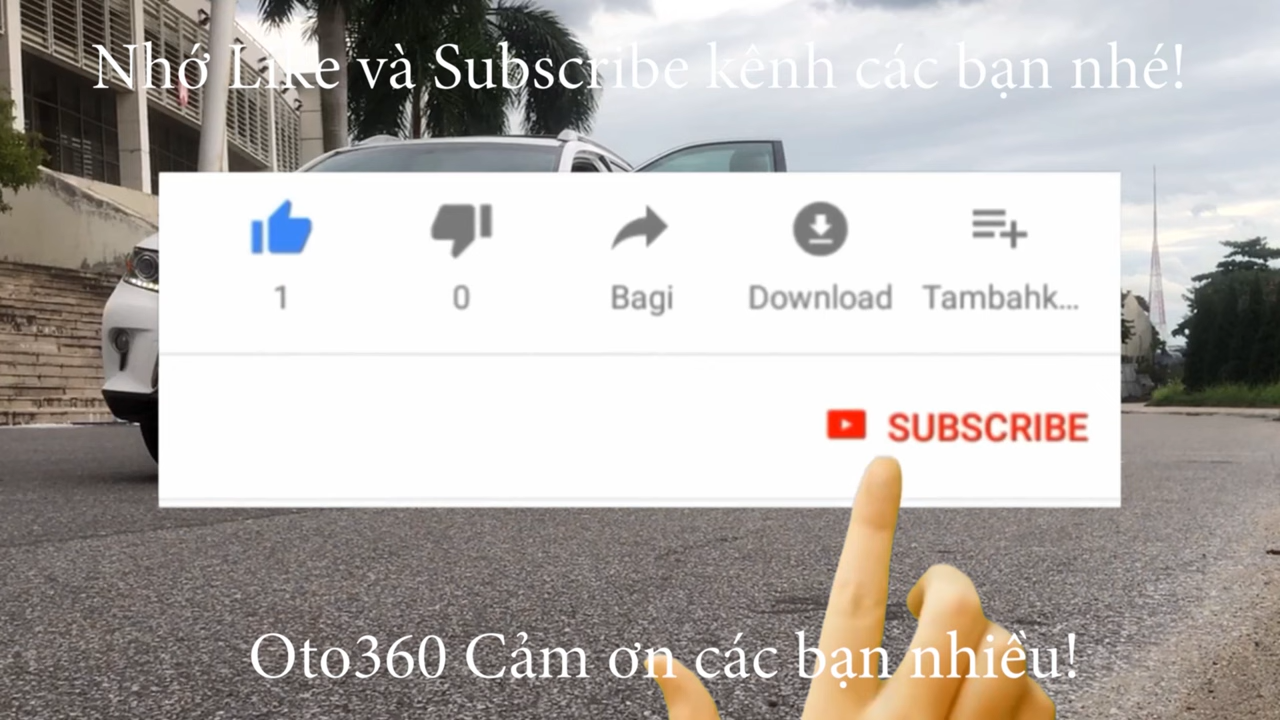 Nhớ Like và Subscribe kênh các bạn nhé!
1 0 Bagi Download Tambahk...
SUBSCRIBE
Oto360 Cảm ơn các bạn nhiều!